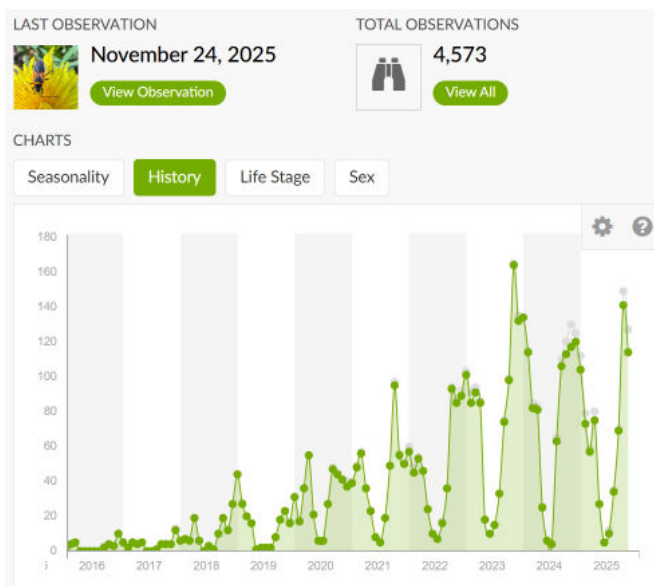 LAST OBSERVATION
November 24, 2025
View Observation
TOTAL OBSERVATIONS
4,573
View All
CHARTS
Seasonality History Life Stage Sex
180
160
140
120
100
80
60
40
20
0
5 2016 2017 2018 2019 2020 2021 2022 2023 2024 2025